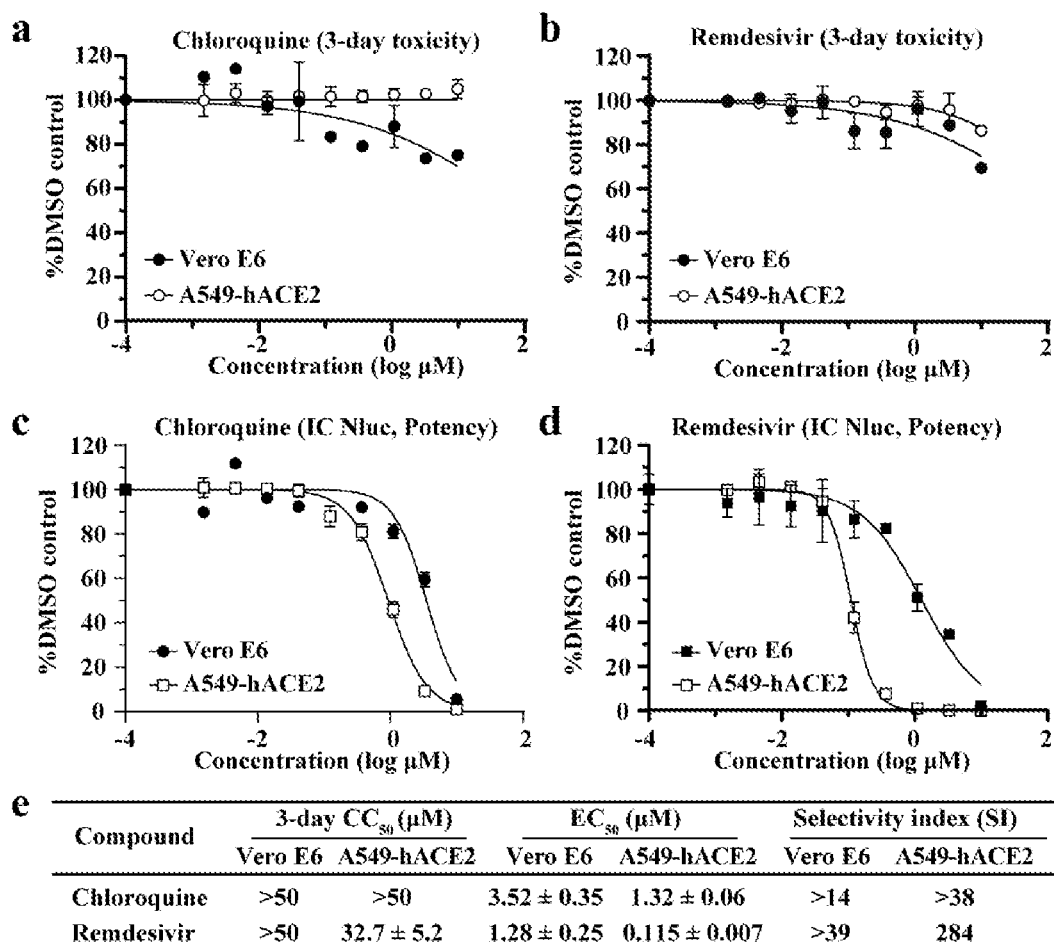 a
Chloroquine (3-day toxicity)
%DMSO control
120
100
80
60
40
20
0
Vero E6
A549-hACE2
-4 -2 0 2
Concentration (log µM)
b
Remdesivir (3-day toxicity)
%DMSO control
120
100
80
60
40
20
0
Vero E6
A549-hACE2
-4 -2 0 2
Concentration (log µM)
c
Chloroquine (IC Nluc, Potency)
%DMSO control
120
100
80
60
40
20
0
Vero E6
A549-hACE2
-4 -2 0 2
Concentration (log µM)
d
Remdesivir (IC Nluc, Potency)
%DMSO control
120
100
80
60
40
20
0
Vero E6
A549-hACE2
-4 -2 0 2
Concentration (log µM)
e
Compound 3-day CC50 (µM) EC50 (µM) Selectivity index (SI)
Vero E6 A549-hACE2 Vero E6 A549-hACE2 Vero E6 A549-hACE2
Chloroquine >50 >50 3.52 ± 0.35 1.32 ± 0.06 >14 >38
Remdesivir >50 32.7 ± 5.2 1.28 ± 0.25 0.115 ± 0.007 >39 284